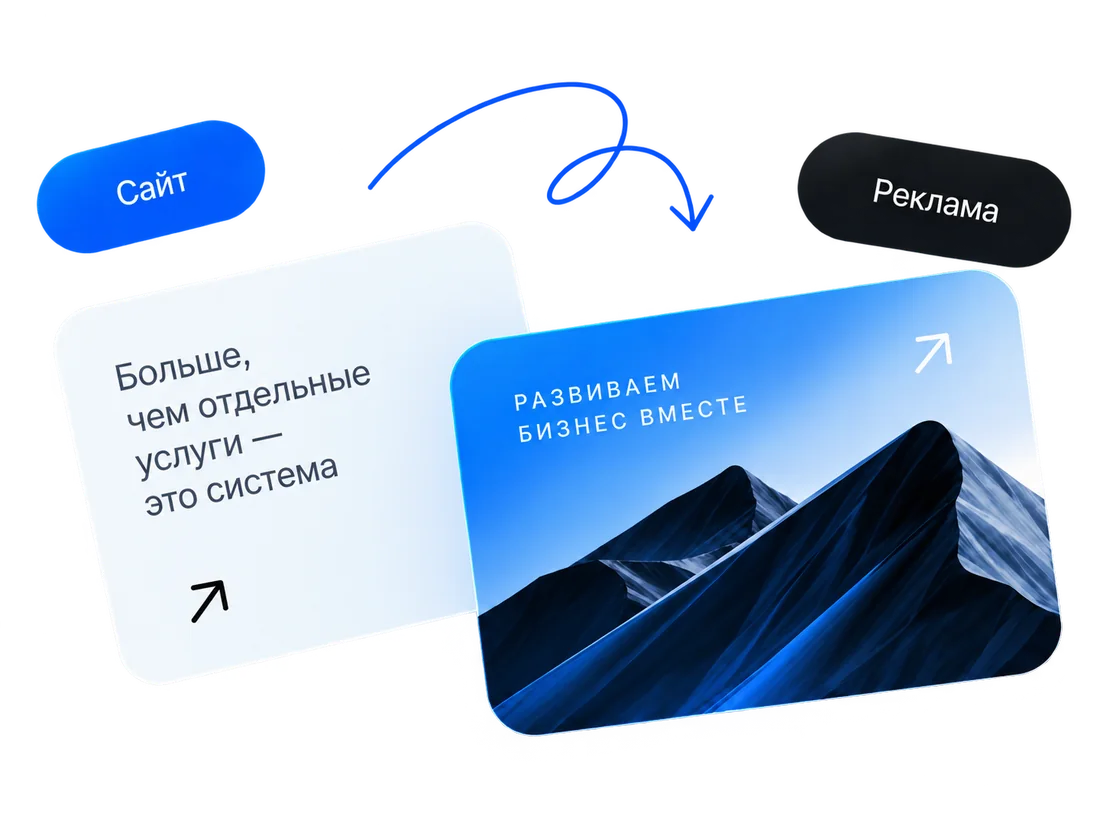 Сайт
Реклама
Больше,
чем отдельные
услуги —
это система
РАЗВИВАЕМ
БИЗНЕС ВМЕСТЕ